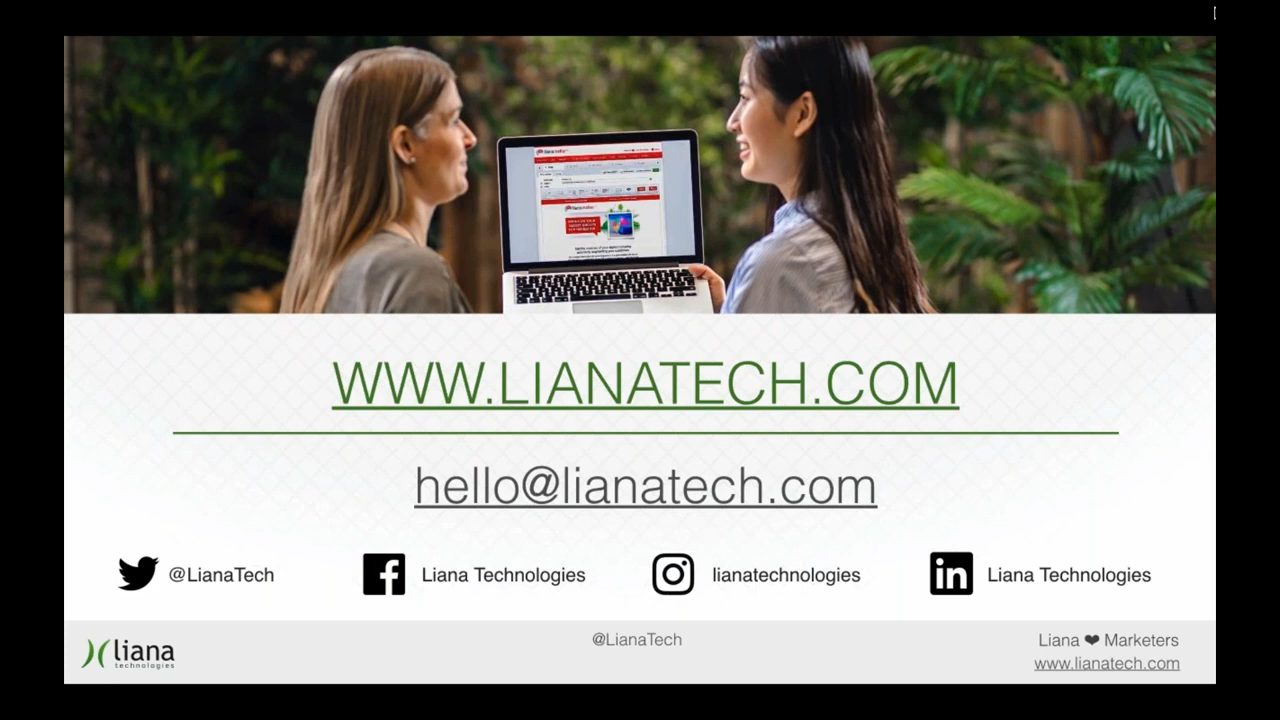 WWW.LIANATECH.COM
hello@lianatech.com
@LianaTech
Liana Technologies
lianatechnologies
Liana Technologies
liana
technologies
@LianaTech
Liana ❤ Marketers
www.lianatech.com